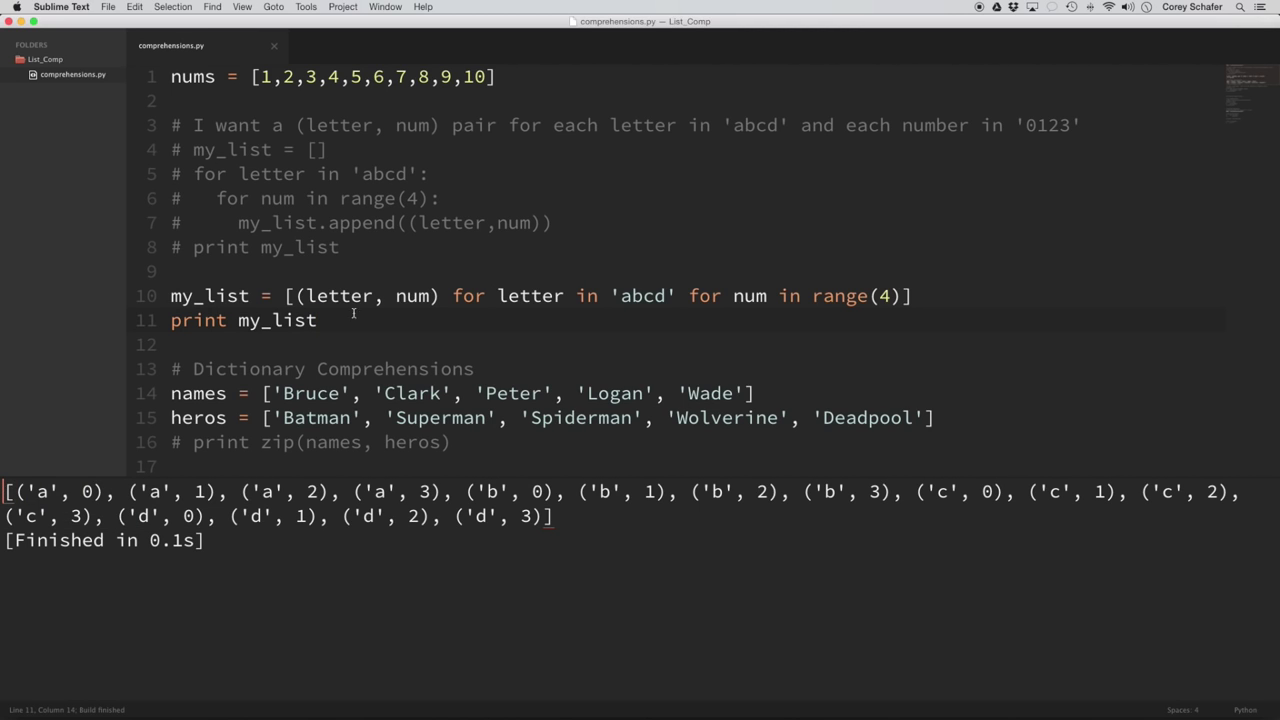 Sublime Text File Edit Selection Find View Goto Tools Project Window Help Corey Schafer
comprehensions.py — List_Comp
FOLDERS
List_Comp
comprehensions.py
comprehensions.py
1 nums = [1,2,3,4,5,6,7,8,9,10]
2
3 # I want a (letter, num) pair for each letter in 'abcd' and each number in '0123'
4 # my_list = []
5 # for letter in 'abcd':
6 #   for num in range(4):
7 #     my_list.append((letter,num))
8 # print my_list
9
10 my_list = [(letter, num) for letter in 'abcd' for num in range(4)]
11 print my_list
12
13 # Dictionary Comprehensions
14 names = ['Bruce', 'Clark', 'Peter', 'Logan', 'Wade']
15 heros = ['Batman', 'Superman', 'Spiderman', 'Wolverine', 'Deadpool']
16 # print zip(names, heros)
17
[('a', 0), ('a', 1), ('a', 2), ('a', 3), ('b', 0), ('b', 1), ('b', 2), ('b', 3), ('c', 0), ('c', 1), ('c', 2),
('c', 3), ('d', 0), ('d', 1), ('d', 2), ('d', 3)]
[Finished in 0.1s]
Line 11, Column 14; Build finished Spaces: 4 Python